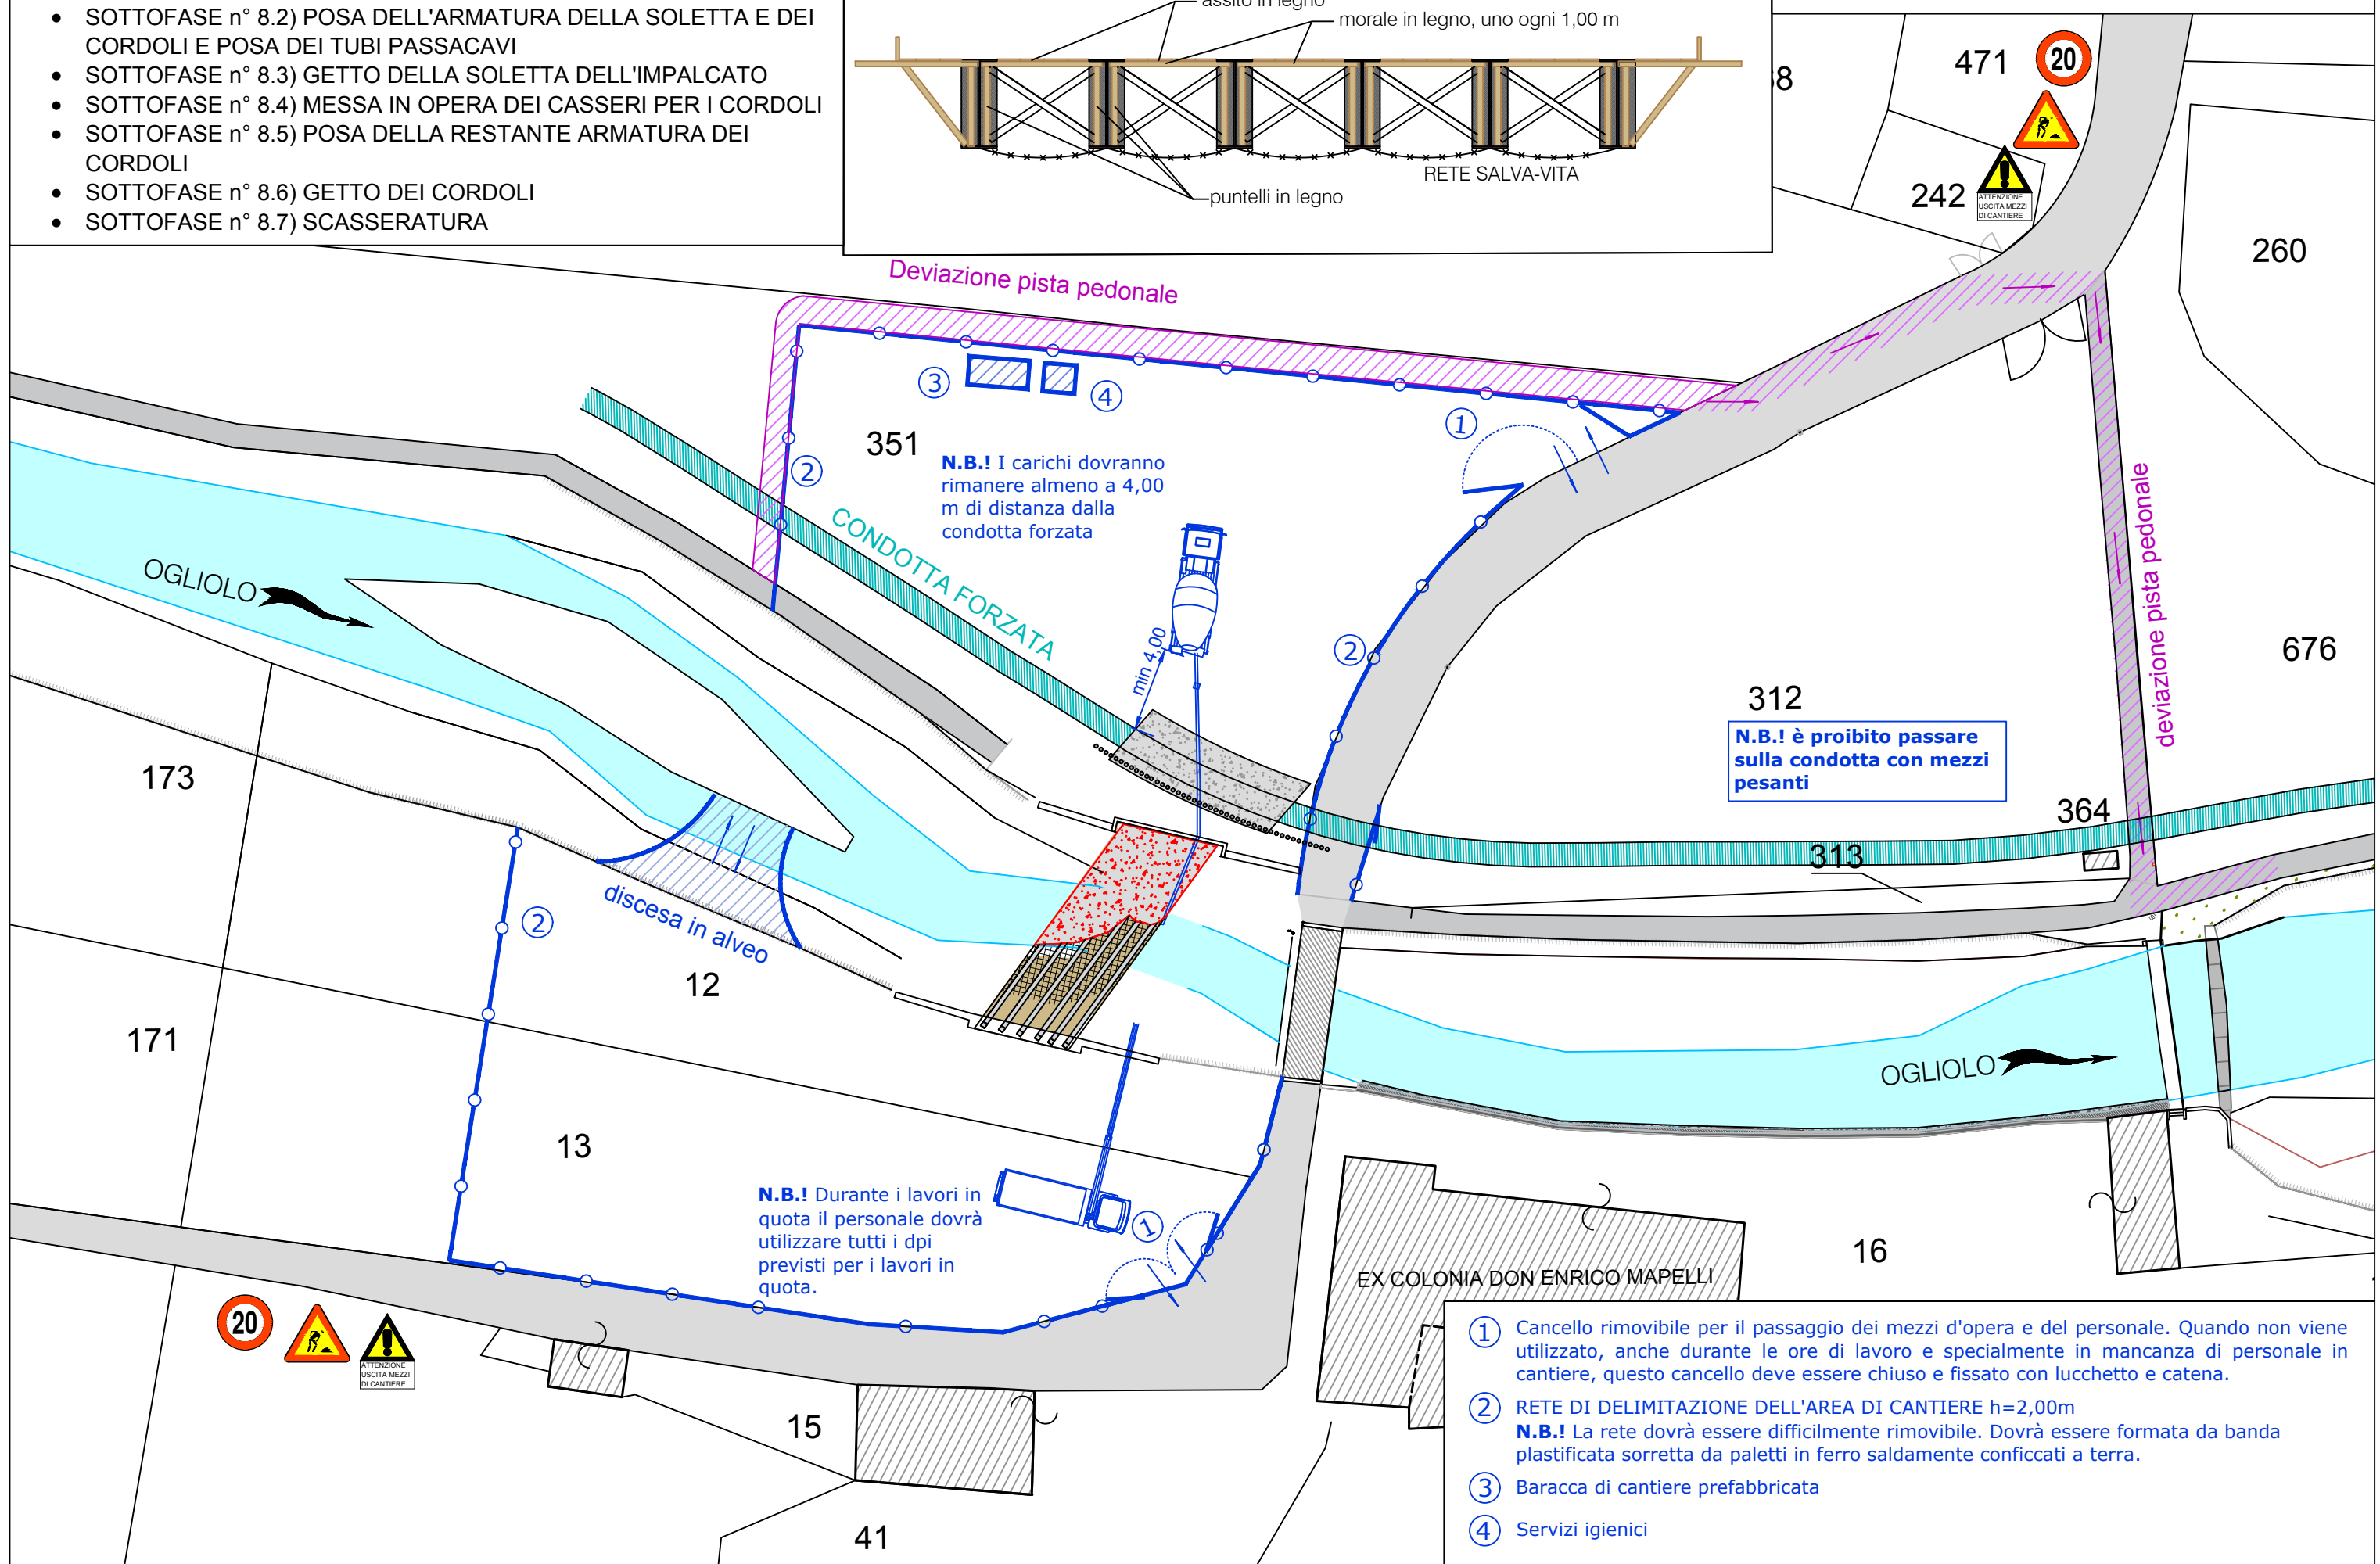 SOTTOFASE n° 8.2) POSA DELL'ARMATURA DELLA SOLETTA E DEI
CORDOLI E POSA DEI TUBI PASSACAVI
SOTTOFASE n° 8.3) GETTO DELLA SOLETTA DELL'IMPALCATO
SOTTOFASE n° 8.4) MESSA IN OPERA DEI CASSERI PER I CORDOLI
SOTTOFASE n° 8.5) POSA DELLA RESTANTE ARMATURA DEI
CORDOLI
SOTTOFASE n° 8.6) GETTO DEI CORDOLI
SOTTOFASE n° 8.7) SCASSERATURA
assito in legno
morale in legno, uno ogni 1,00 m
RETE SALVA-VITA
puntelli in legno
8
471
20
242
ATTENZIONE
USCITA MEZZI
DI CANTIERE
260
Deviazione pista pedonale
3
4
1
351
2
N.B.! I carichi dovranno
rimanere almeno a 4,00
m di distanza dalla
condotta forzata
CONDOTTA FORZATA
OGLIOLO
min 4,00
2
deviazione pista pedonale
676
312
N.B.! è proibito passare
sulla condotta con mezzi
pesanti
364
313
173
2
discesa in alveo
12
171
OGLIOLO
13
N.B.! Durante i lavori in
quota il personale dovrà
utilizzare tutti i dpi
previsti per i lavori in
quota.
1
16
EX COLONIA DON ENRICO MAPELLI
20
ATTENZIONE
USCITA MEZZI
DI CANTIERE
15
41
1 Cancello rimovibile per il passaggio dei mezzi d'opera e del personale. Quando non viene
utilizzato, anche durante le ore di lavoro e specialmente in mancanza di personale in
cantiere, questo cancello deve essere chiuso e fissato con lucchetto e catena.
2 RETE DI DELIMITAZIONE DELL'AREA DI CANTIERE h=2,00m
N.B.! La rete dovrà essere difficilmente rimovibile. Dovrà essere formata da banda
plastificata sorretta da paletti in ferro saldamente conficcati a terra.
3 Baracca di cantiere prefabbricata
4 Servizi igienici